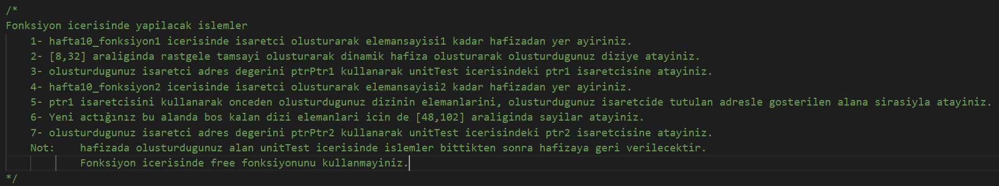 /*
Fonksiyon icerisinde yapilacak islemler
1- hafta10_fonksiyon1 icerisinde isaretci olusturarak elemansayisi1 kadar hafizadan yer ayiriniz.
2- [8,32] araliginda rastgele tamsayi olusturarak dinamik hafiza olusturarak olusturdugunuz diziye atayiniz.
3- olusturdugunuz isaretci adres degerini ptrPtr1 kullanarak unitTest icerisindeki ptr1 isaretcisine atayiniz.
4- hafta10_fonksiyon2 icerisinde isaretci olusturarak elemansayisi2 kadar hafizadan yer ayiriniz.
5- ptr1 isaretcisini kullanarak onceden olusturdugunuz dizinin elemanlarini, olusturdugunuz isaretcide tutulan adresle gosterilen alana sirasiyla atayiniz.
6- Yeni actığınız bu alanda bos kalan dizi elemanlari icin de [48,102] araliginda sayilar atayiniz.
7- olusturdugunuz isaretci adres degerini ptrPtr2 kullanarak unitTest icerisindeki ptr2 isaretcisine atayiniz.
Not: hafizada olusturdugunuz alan unitTest icerisinde islemler bittikten sonra hafizaya geri verilecektir.
Fonksiyon icerisinde free fonksiyonunu kullanmayiniz.
*/